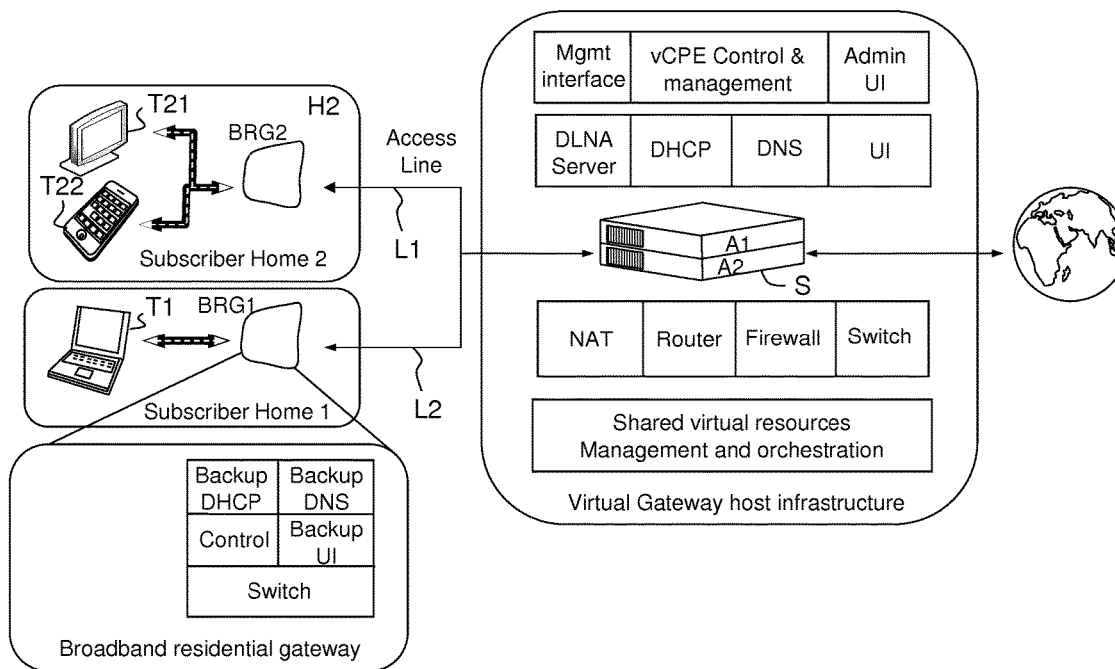 T21
H2
BRG2
T22
Subscriber Home 2
T1
BRG1
Subscriber Home 1
Backup
DHCP
Backup
DNS
Control
Backup
UI
Switch
Broadband residential gateway
Access
Line
L1
L2
Mgmt
interface
vCPE Control &
management
Admin
UI
DLNA
Server
DHCP
DNS
UI
A1
A2
S
NAT
Router
Firewall
Switch
Shared virtual resources
Management and orchestration
Virtual Gateway host infrastructure